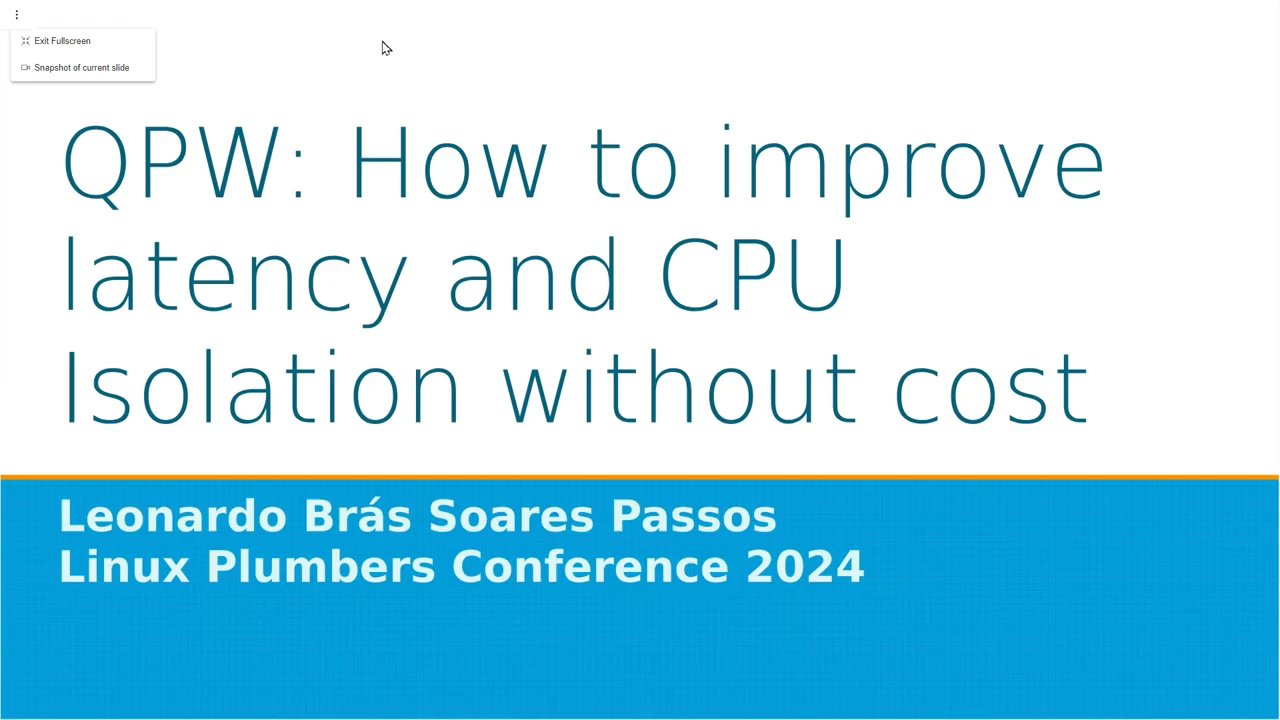 Exit Fullscreen
Snapshot of current slide
QPW: How to improve
latency and CPU
Isolation without cost
Leonardo Brás Soares Passos
Linux Plumbers Conference 2024